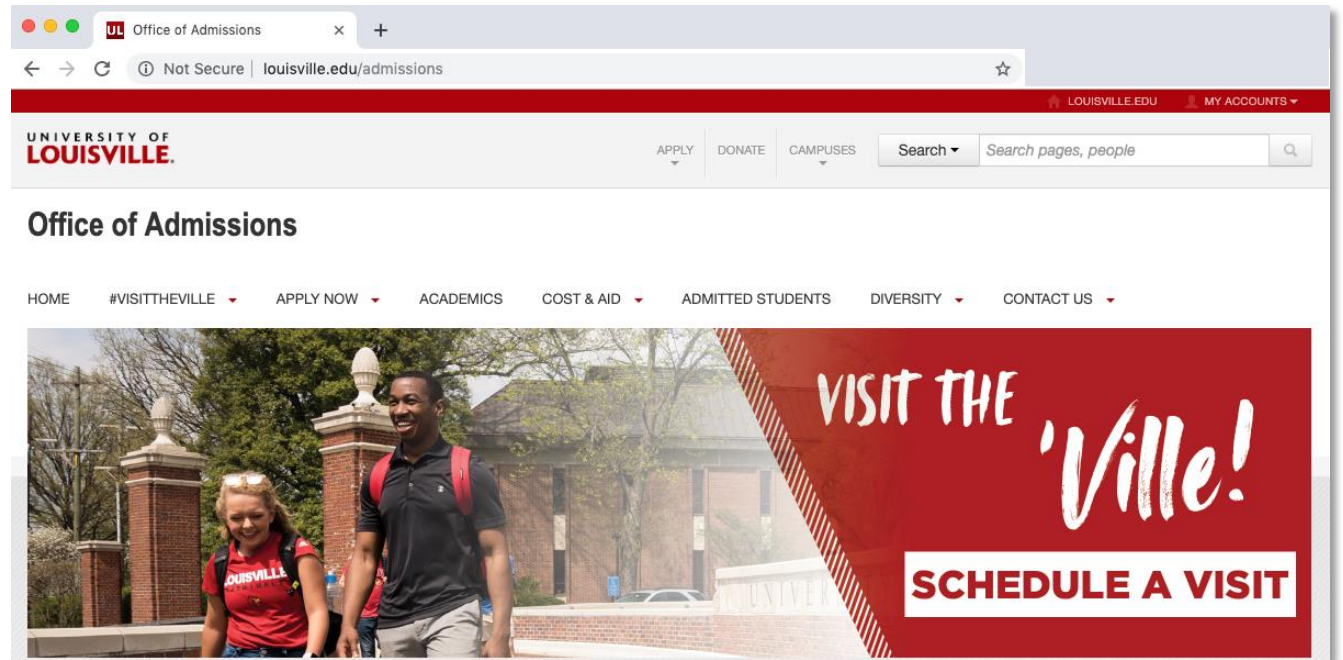 UL Office of Admissions
Not Secure | louisville.edu/admissions
LOUISVILLE.EDU MY ACCOUNTS
UNIVERSITY OF
LOUISVILLE.
APPLY DONATE CAMPUSES Search Search pages, people
Office of Admissions
HOME #VISITTHEVILLE APPLY NOW ACADEMICS COST & AID ADMITTED STUDENTS DIVERSITY CONTACT US
VISIT THE
'Ville!
SCHEDULE A VISIT
LOUISVILLE